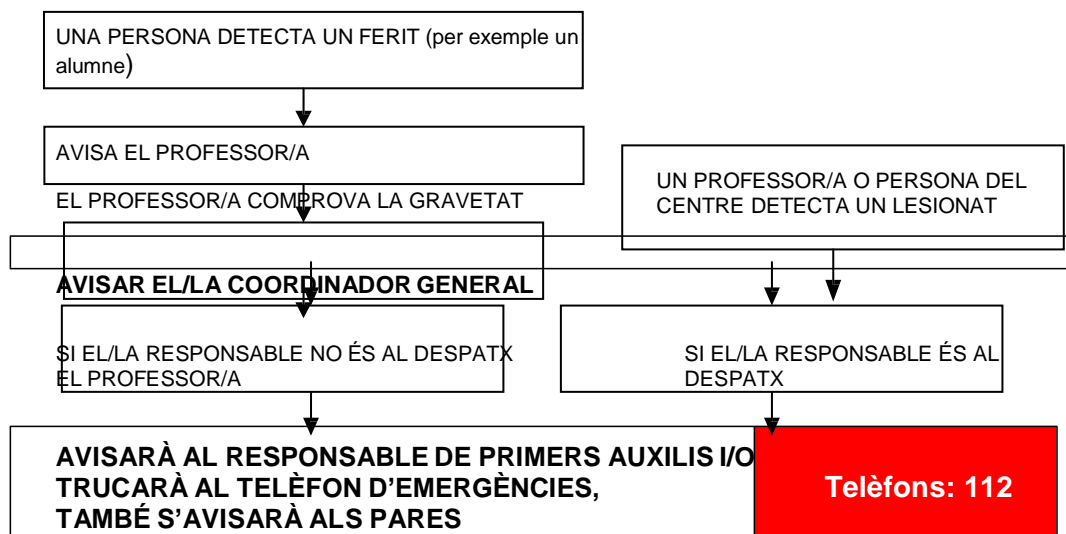 UNA PERSONA DETECTA UN FERIT (per exemple un
alumne)
AVISA EL PROFESSOR/A
EL PROFESSOR/A COMPROVA LA GRAVETAT
UN PROFESSOR/A O PERSONA DEL
CENTRE DETECTA UN LESIONAT
AVISAR EL/LA COORDINADOR GENERAL
SI EL/LA RESPONSABLE NO ÉS AL DESPATX
EL PROFESSOR/A
SI EL/LA RESPONSABLE ÉS AL
DESPATX
AVISARÀ AL RESPONSABLE DE PRIMERS AUXILIS I/O
TRUCARÀ AL TELÈFON D’EMERGÈNCIES,
TAMBÉ S’AVISARÀ ALS PARES
Telèfons: 112